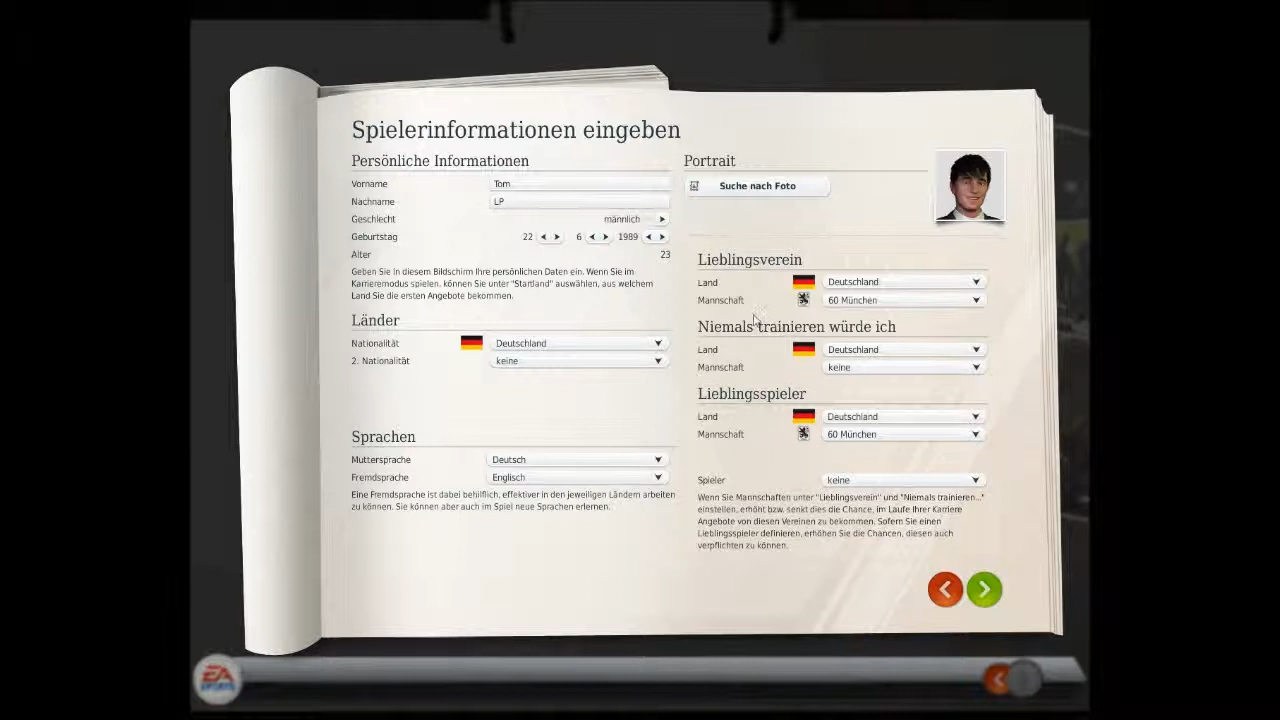 Spielerinformationen eingeben
Persönliche Informationen
Vorname Tom
Nachname LP
Geschlecht männlich
Geburtstag 22 6 1989
Alter 23
Geben Sie in diesem Bildschirm Ihre persönlichen Daten ein. Wenn Sie im
Karrieremodus spielen, können Sie unter "Startland" auswählen, aus welchem
Land Sie die ersten Angebote bekommen.
Länder
Nationalität Deutschland
2. Nationalität keine
Sprachen
Muttersprache Deutsch
Fremdsprache Englisch
Eine Fremdsprache ist dabei behilflich, effektiver in den jeweiligen Ländern arbeiten
zu können. Sie können aber auch im Spiel neue Sprachen erlernen.
Portrait
Suche nach Foto
Lieblingsverein
Land Deutschland
Mannschaft 60 München
Niemals trainieren würde ich
Land Deutschland
Mannschaft keine
Lieblingsspieler
Land Deutschland
Mannschaft 60 München
Spieler keine
Wenn Sie Mannschaften unter "Lieblingsverein" und "Niemals trainieren..."
einstellen, erhöht bzw. senkt dies die Chance, im Laufe Ihrer Karriere
Angebote von diesen Vereinen zu bekommen. Sofern Sie einen
Lieblingsspieler definieren, erhöhen Sie die Chancen, diesen auch
verpflichten zu können.
EA
SPORTS